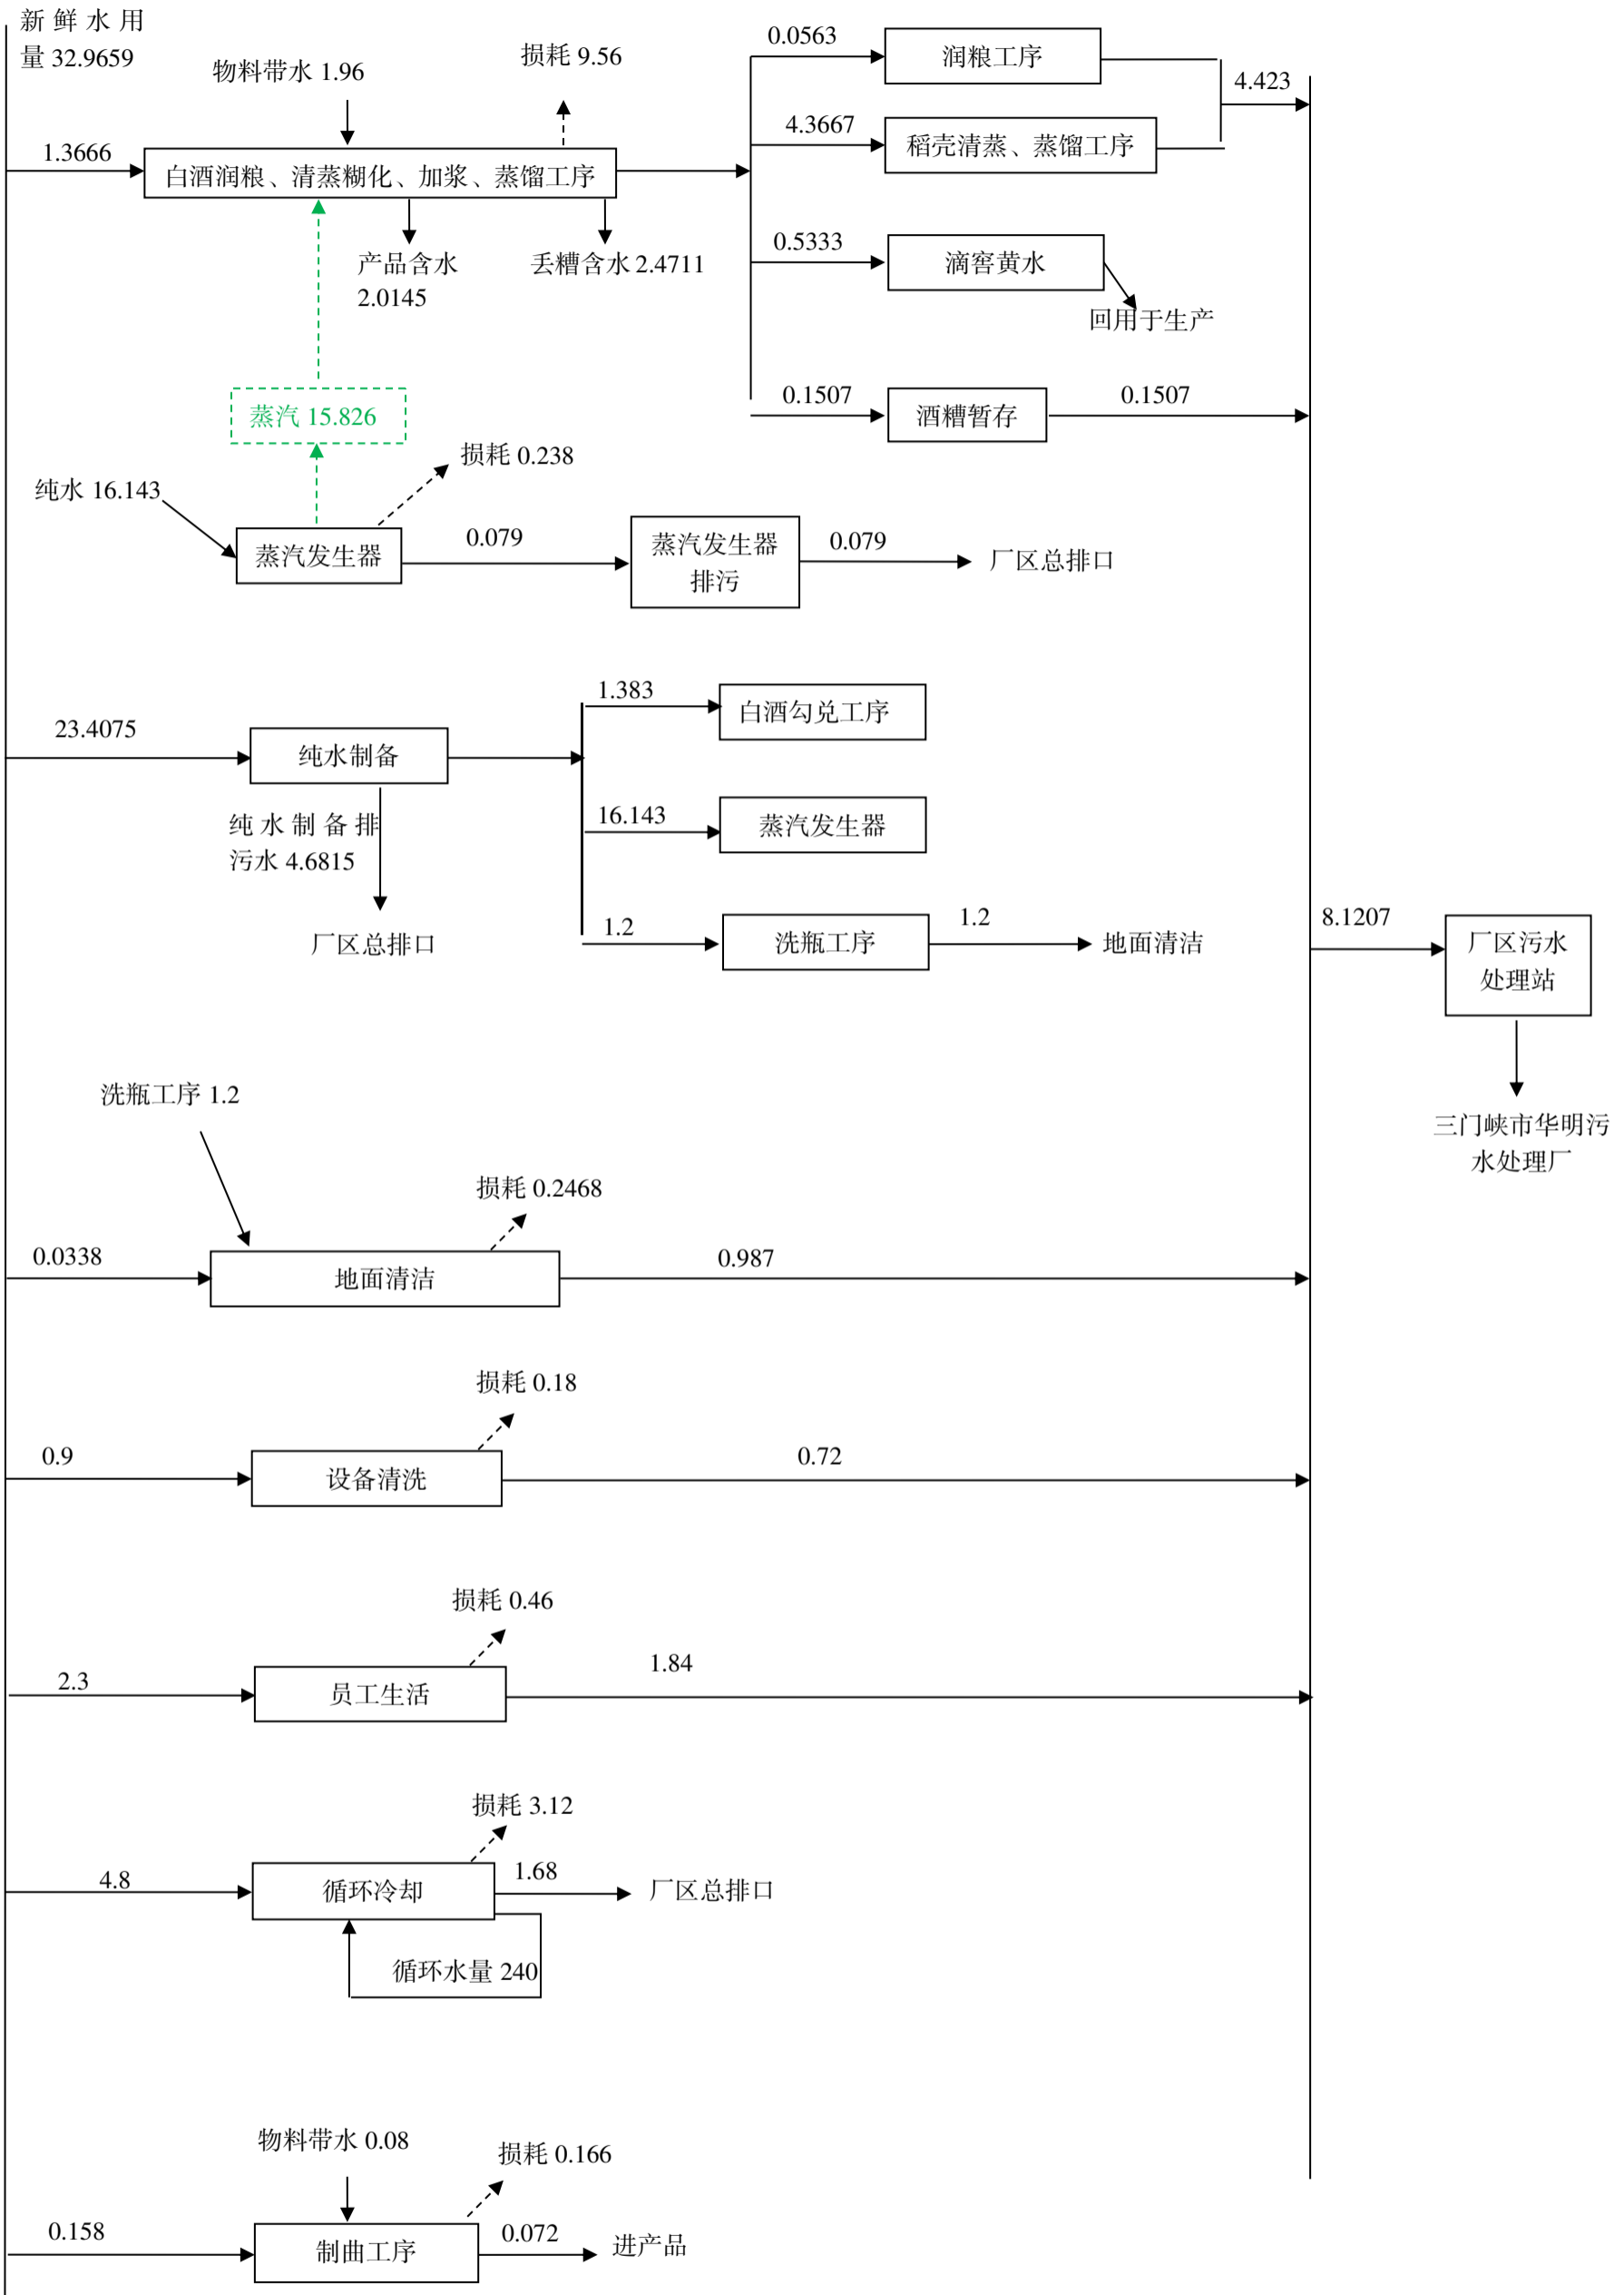 新鲜水用
量 32.9659
物料带水 1.96
损耗 9.56
0.0563
润粮工序
4.423
1.3666
白酒润粮、清蒸糊化、加浆、蒸馏工序
4.3667
稻壳清蒸、蒸馏工序
产品含水
2.0145
丢糟含水 2.4711
0.5333
滴窖黄水
回用于生产
蒸汽 15.826
0.1507
酒糟暂存
0.1507
纯水 16.143
损耗 0.238
蒸汽发生器
0.079
蒸汽发生器
排污
0.079
厂区总排口
23.4075
纯水制备
1.383
白酒勾兑工序
纯水制备排
污水 4.6815
16.143
蒸汽发生器
厂区总排口
1.2
洗瓶工序
1.2
地面清洁
8.1207
厂区污水
处理站
三门峡市华明污
水处理厂
洗瓶工序 1.2
损耗 0.2468
0.0338
地面清洁
0.987
损耗 0.18
0.9
设备清洗
0.72
损耗 0.46
2.3
员工生活
1.84
损耗 3.12
4.8
循环冷却
1.68
厂区总排口
循环水量 240
物料带水 0.08
损耗 0.166
0.158
制曲工序
0.072
进产品